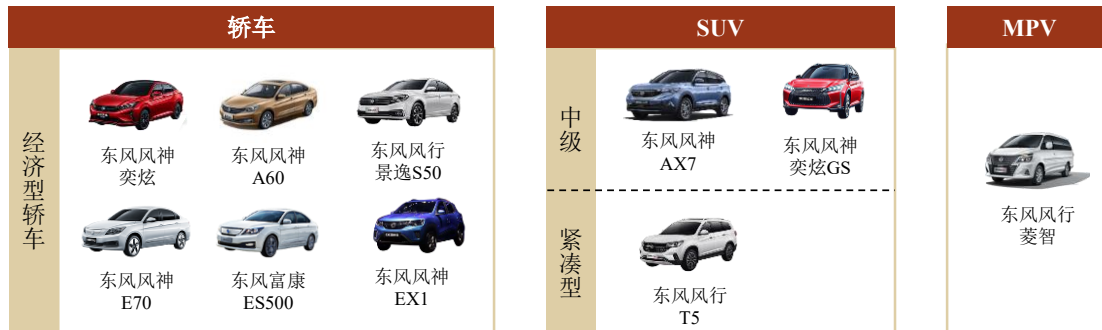 轿车
经济型轿车
东风风神
奕炫
东风风神
A60
东风风行
景逸S50
东风风神
E70
东风富康
ES500
东风风神
EX1
SUV
中级
东风风神
AX7
东风风神
奕炫GS
紧凑型
东风风行
T5
MPV
东风风行
菱智